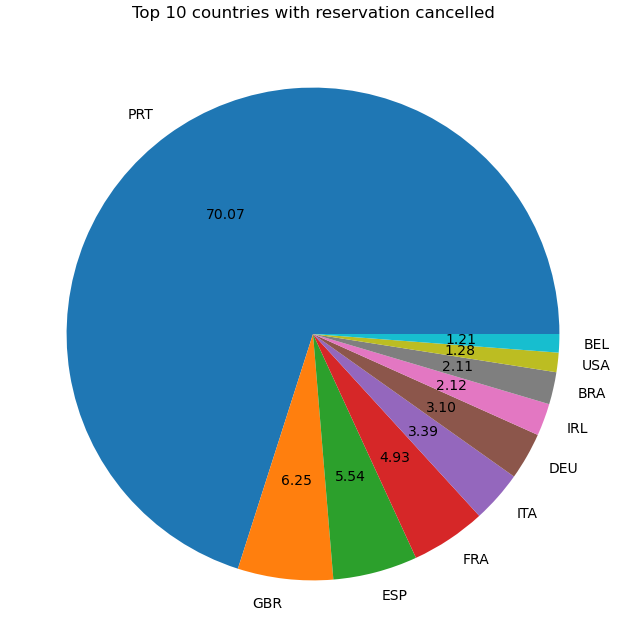 Top 10 countries with reservation cancelled
PRT
70.07
1.21
BEL
1.28
USA
2.11
BRA
2.12
IRL
3.10
DEU
3.39
ITA
4.93
FRA
5.54
ESP
6.25
GBR